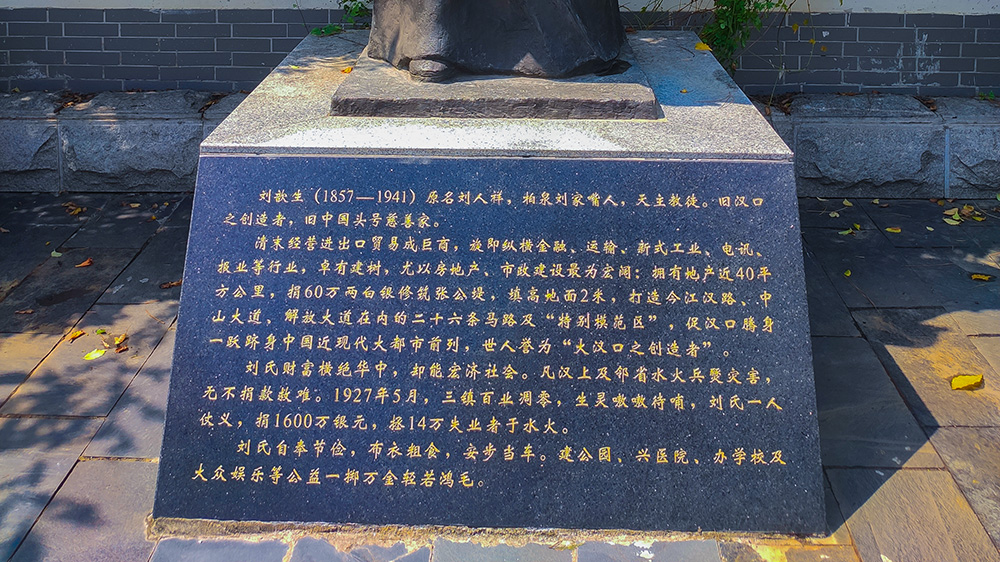 刘歆生（1857—1941）原名刘人祥，柏泉刘家嘴人，天主教徒。旧汉口
之创造者，旧中国头号慈善家。
清末经营进出口贸易成巨商，旋即纵横金融、运输、新式工业、电讯、
报业等行业，卓有建树，尤以房地产、市政建设最为宏阔：拥有地产近40平
方公里，捐60万两白银修筑张公堤，填高地面2米，打造今江汉路、中
山大道，解放大道在内的二十六条马路及“特别模范区”，促汉口腾身
一跃跻身中国近现代大都市前列，世人誉为“大汉口之创造者”。
刘氏财富横绝华中，却能宏济社会。凡汉上及邻省水火兵燹灾害，
无不捐款救难。1927年5月，三镇百业凋零，生灵嗷嗷待哺，刘氏一人
仗义，捐1600万银元，拯14万失业者于水火。
刘氏自奉节俭，布衣粗食，安步当车。建公园、兴医院、办学校及
大众娱乐等公益一掷万金轻若鸿毛。